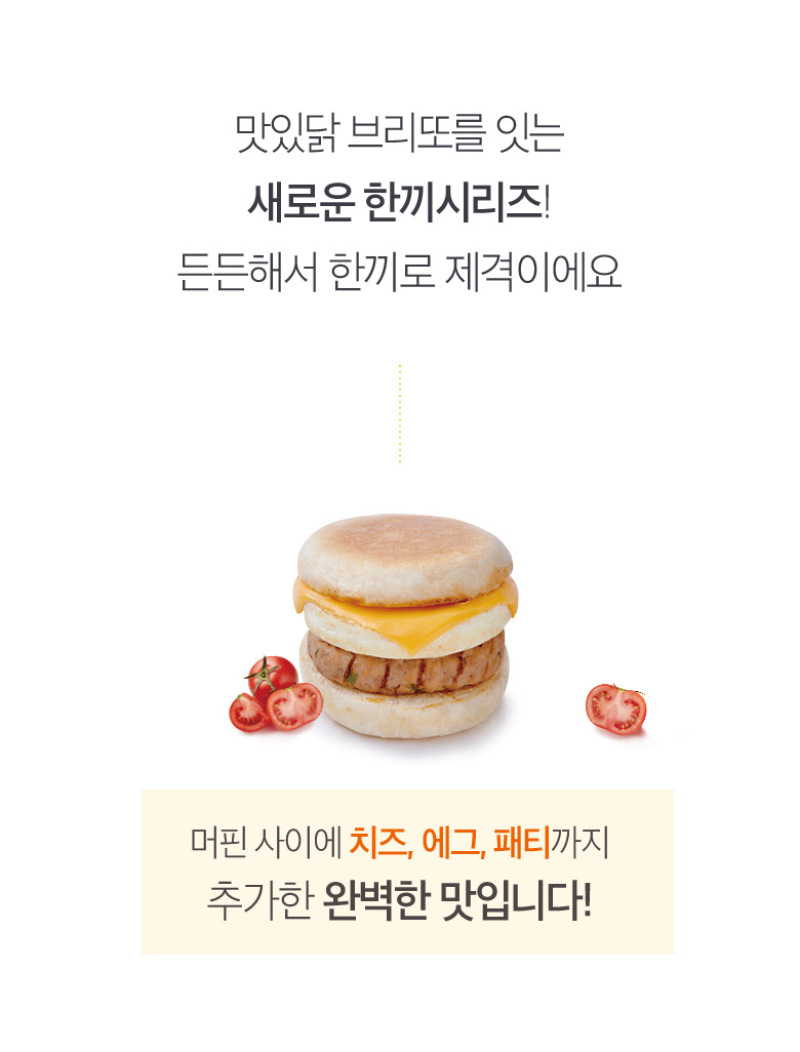 맛있닭 브리또를 잇는
새로운 한끼시리즈!
든든해서 한끼로 제격이에요
머핀 사이에 치즈, 에그, 패티까지
추가한 완벽한 맛입니다!